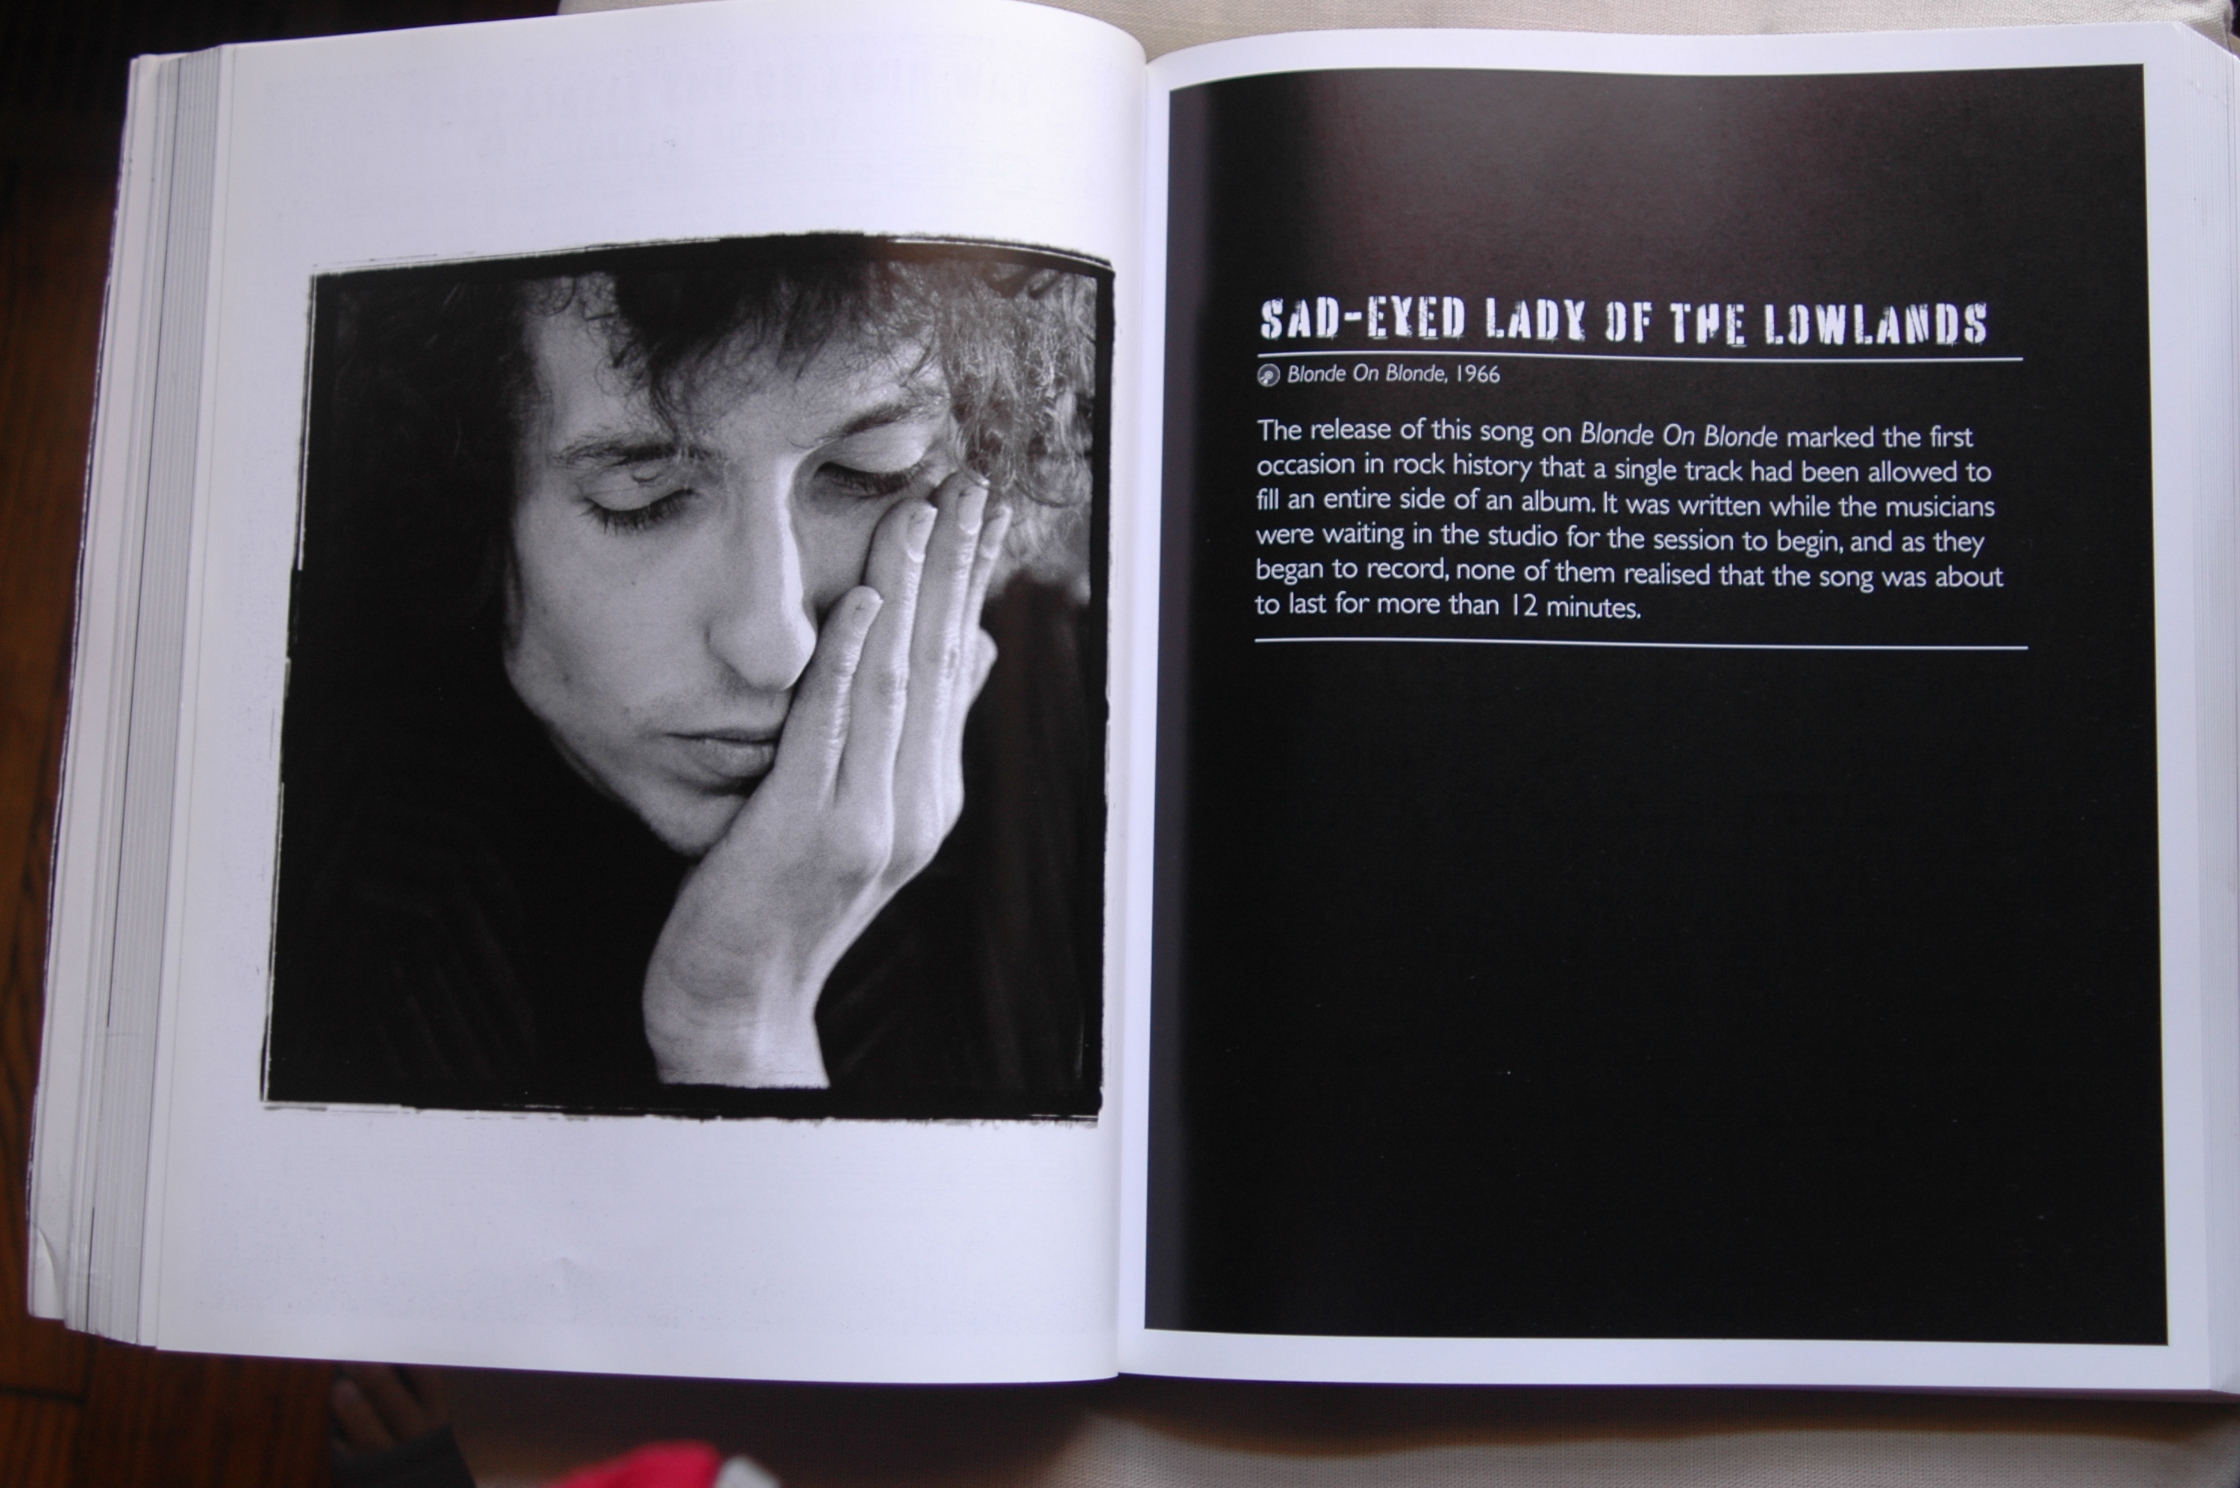 SAD-EYED LADY OF THE LOWLANDS
Blonde On Blonde, 1966
The release of this song on Blonde On Blonde marked the first
occasion in rock history that a single track had been allowed to
fill an entire side of an album. It was written while the musicians
were waiting in the studio for the session to begin, and as they
began to record, none of them realised that the song was about
to last for more than 12 minutes.